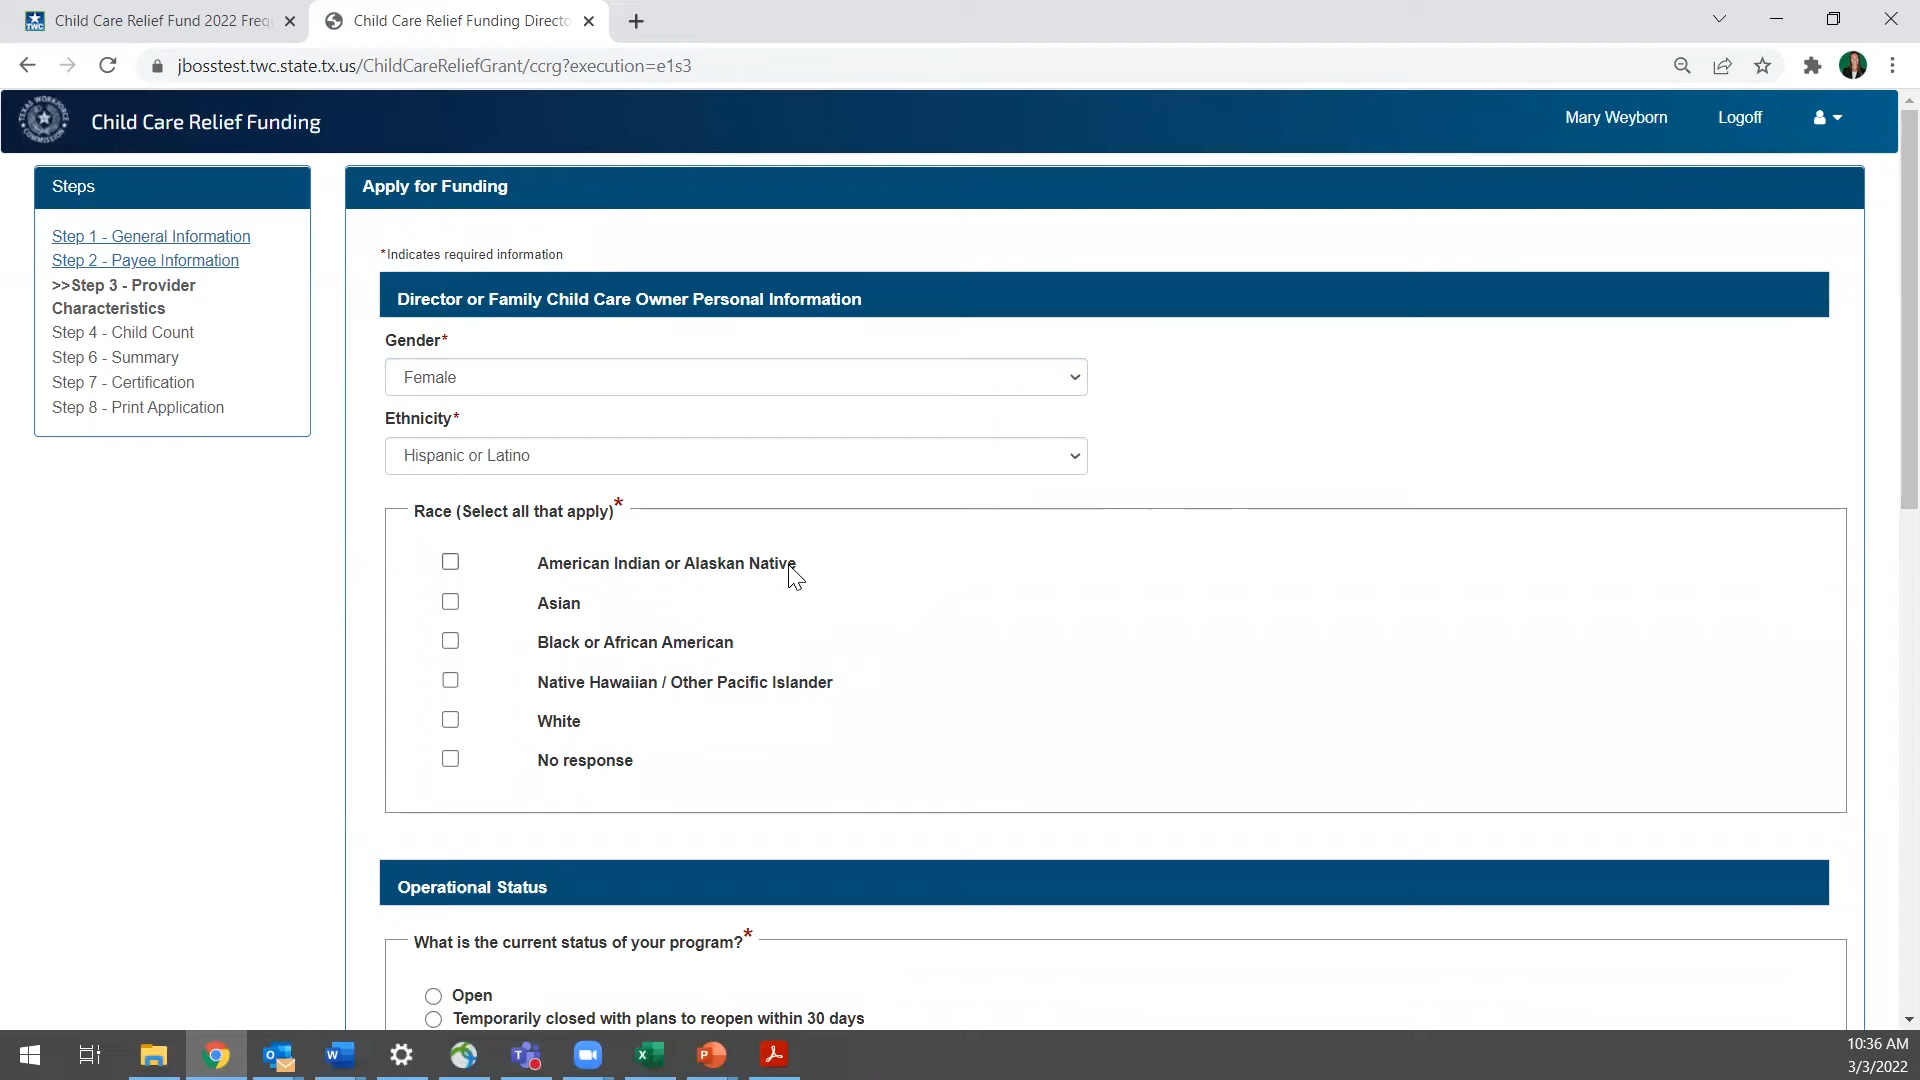 Child Care Relief Fund 2022 Freq
Child Care Relief Funding Directo
jbosstest.twc.state.tx.us/ChildCareReliefGrant/ccrg?execution=e1s3
Child Care Relief Funding
Mary Weyborn
Logoff
Steps
Step 1 - General Information
Step 2 - Payee Information
>>Step 3 - Provider
Characteristics
Step 4 - Child Count
Step 6 - Summary
Step 7 - Certification
Step 8 - Print Application
Apply for Funding
*Indicates required information
Director or Family Child Care Owner Personal Information
Gender*
Female
Ethnicity*
Hispanic or Latino
Race (Select all that apply)*
American Indian or Alaskan Native
Asian
Black or African American
Native Hawaiian / Other Pacific Islander
White
No response
Operational Status
What is the current status of your program?*
Open
Temporarily closed with plans to reopen within 30 days
10:36 AM
3/3/2022